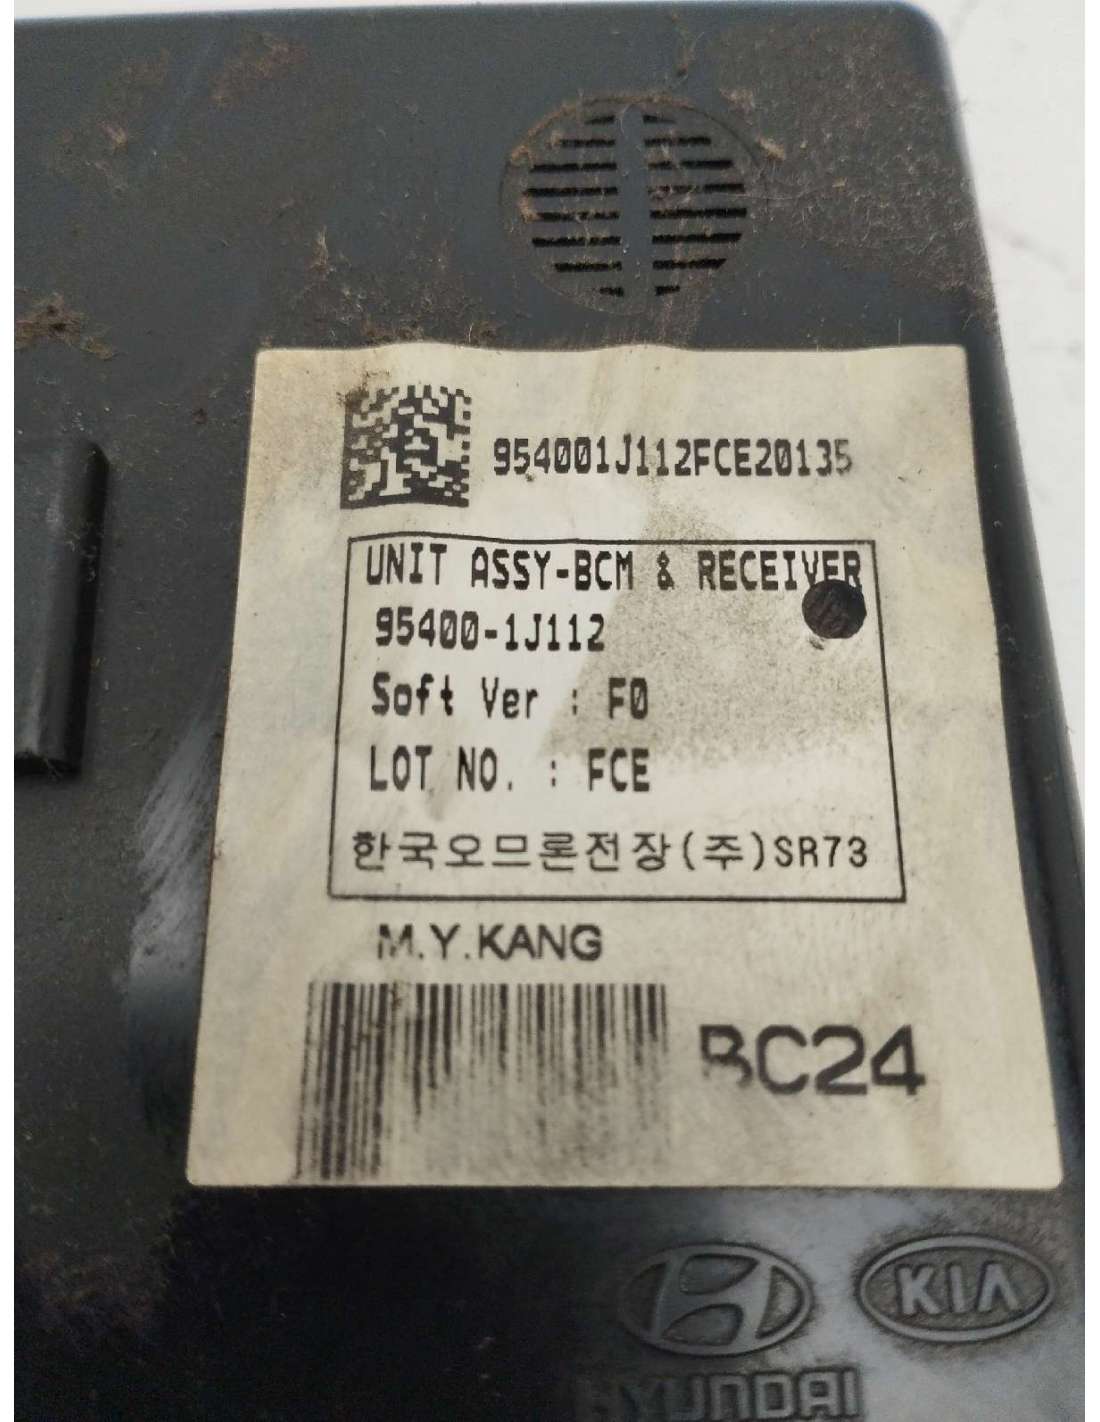 954001J112FCE20135
UNIT ASSY-BCM & RECEIVER
95400-1J112
Soft Ver : F0
LOT NO. : FCE
한국오므론전장(주)SR73
M.Y.KANG
BC24
KIA
HYUNDAI